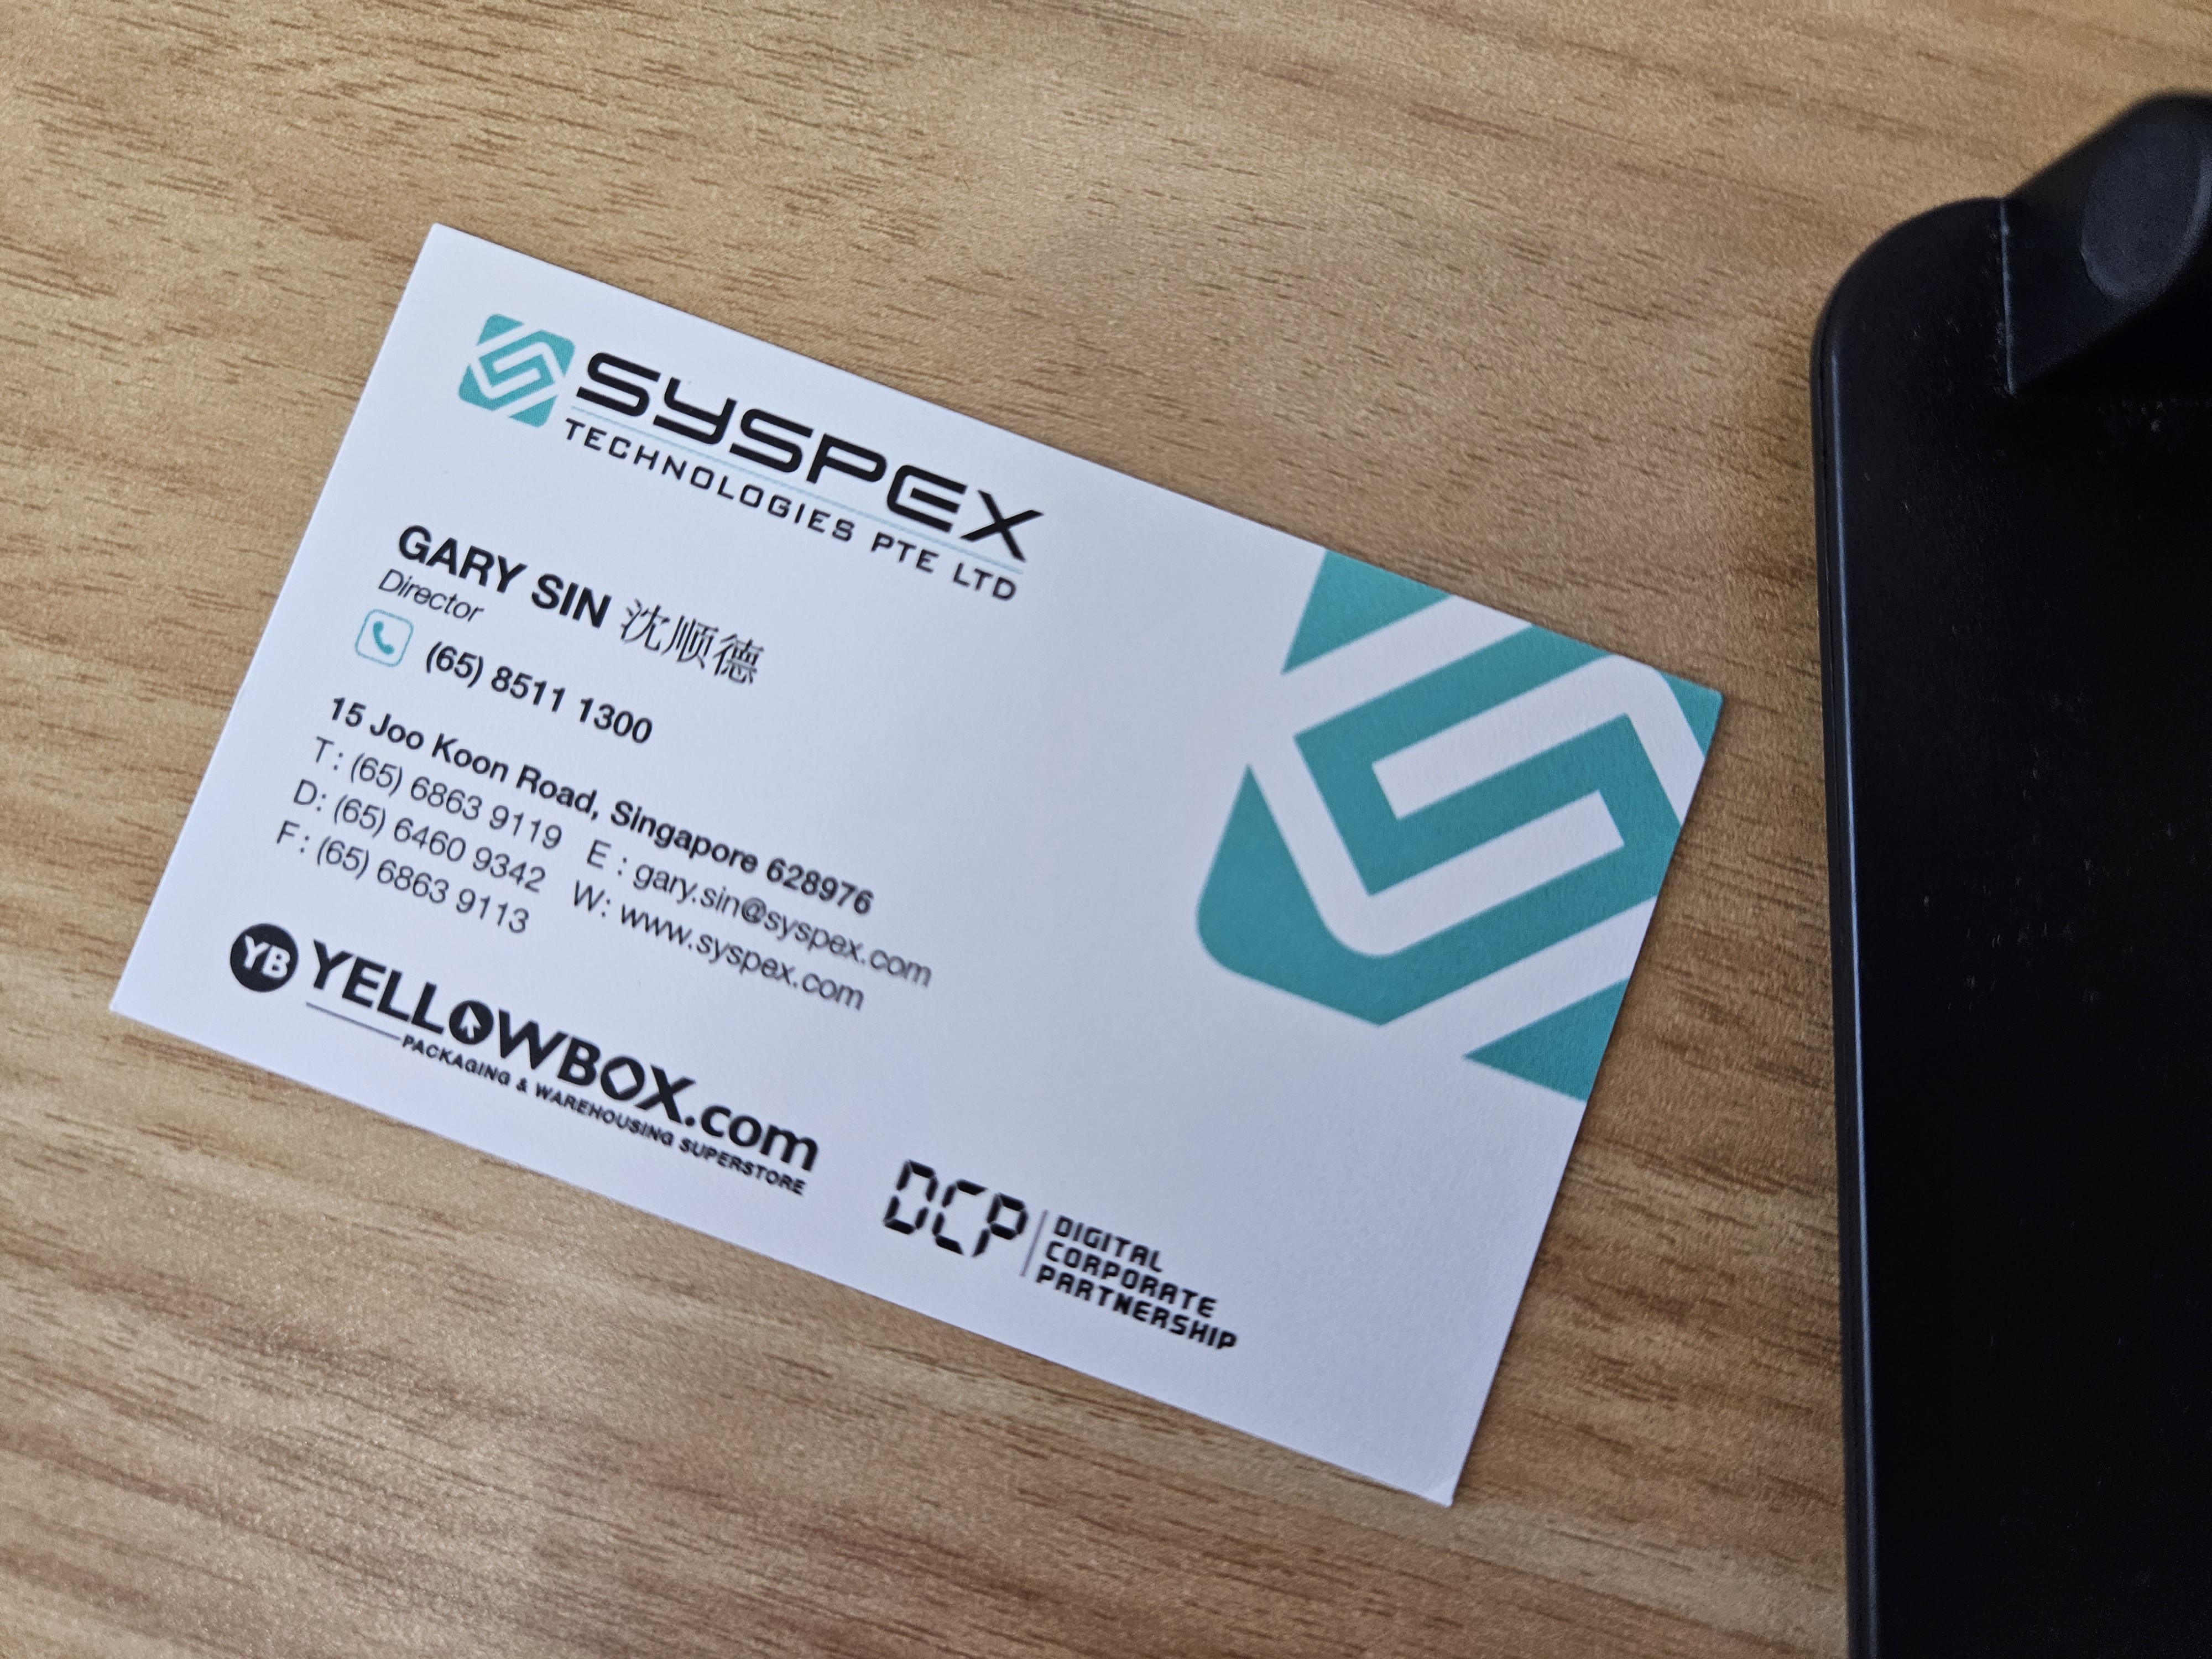 SYSPEX
TECHNOLOGIES PTE LTD
GARY SIN 沈顺德
Director
(65) 8511 1300
15 Joo Koon Road, Singapore 628976
T : (65) 6863 9119 E : gary.sin@syspex.com
D: (65) 6460 9342 W: www.syspex.com
F : (65) 6863 9113
YB YELLOWBOX.com
PACKAGING & WAREHOUSING SUPERSTORE
DCP
DIGITAL
CORPORATE
PARTNERSHIP